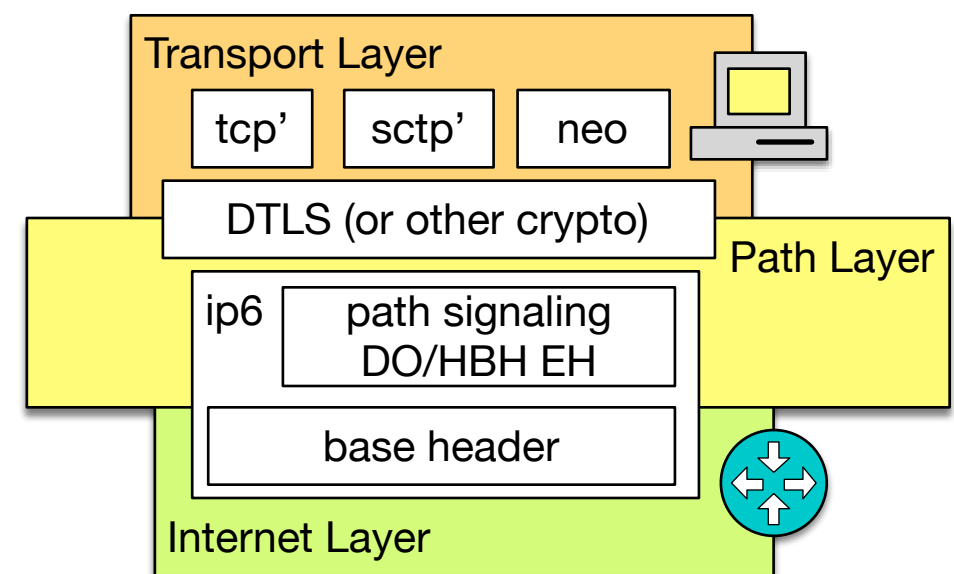 Transport Layer
tcp’
sctp’
neo
DTLS (or other crypto)
Path Layer
ip6
path signaling
DO/HBH EH
base header
Internet Layer